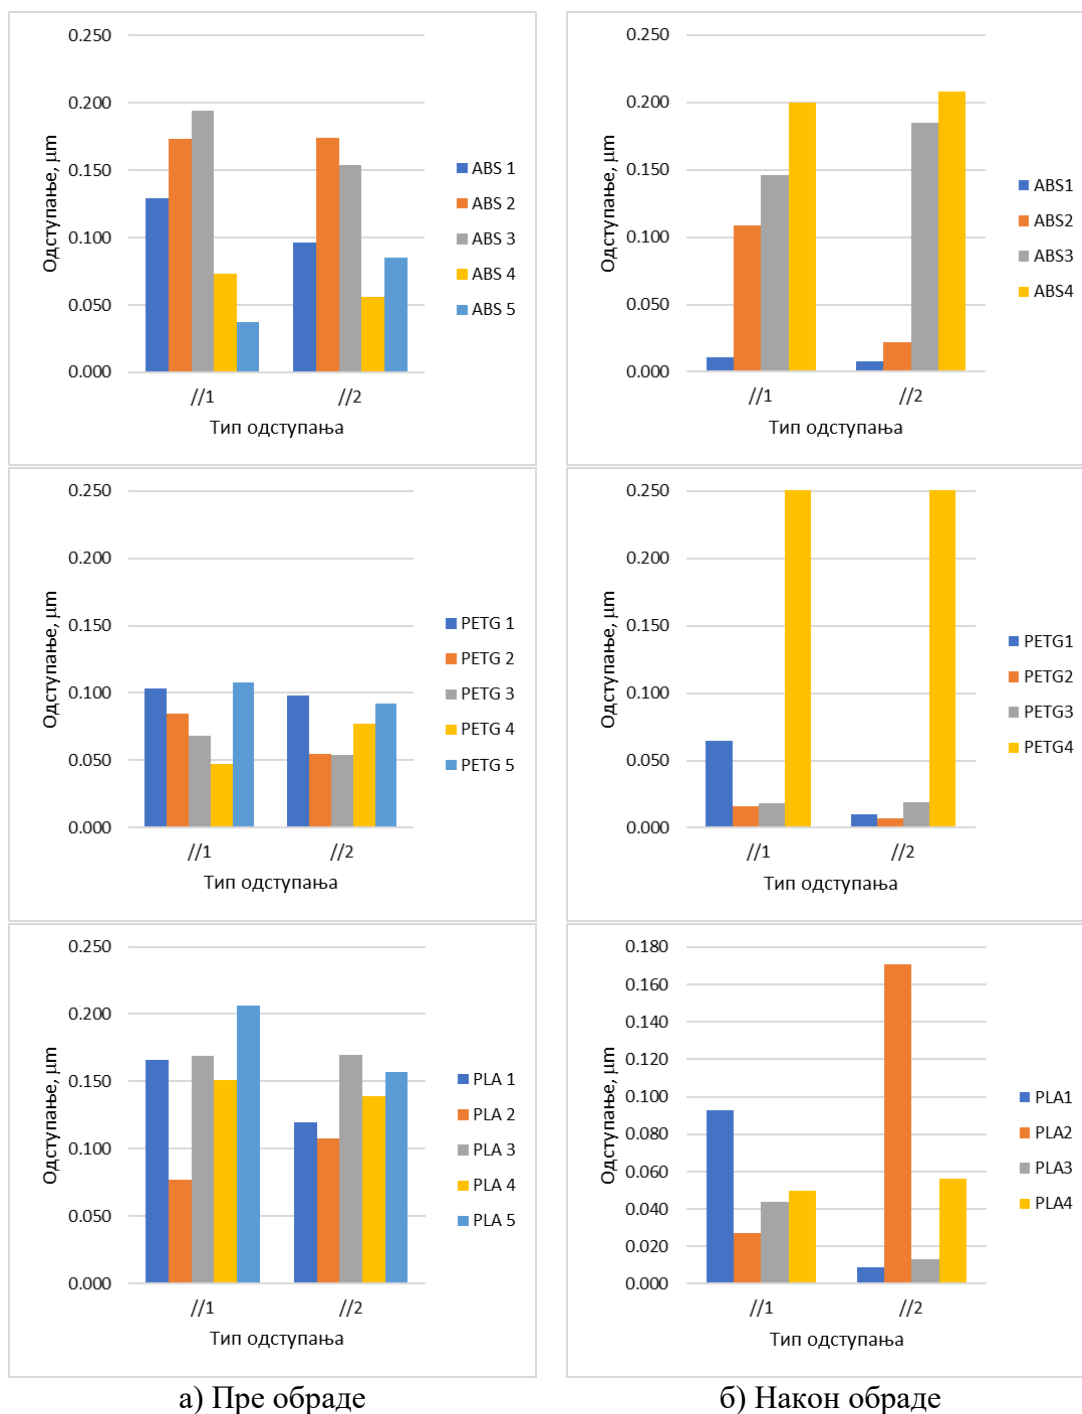 0.250
0.200
0.150
0.100
0.050
0.000
Одступање, µm
//1
//2
Тип одступања
ABS 1
ABS 2
ABS 3
ABS 4
ABS 5
0.250
0.200
0.150
0.100
0.050
0.000
Одступање, µm
//1
//2
Тип одступања
ABS1
ABS2
ABS3
ABS4
0.250
0.200
0.150
0.100
0.050
0.000
Одступање, µm
//1
//2
Тип одступања
PETG 1
PETG 2
PETG 3
PETG 4
PETG 5
0.250
0.200
0.150
0.100
0.050
0.000
Одступање, µm
//1
//2
Тип одступања
PETG1
PETG2
PETG3
PETG4
0.250
0.200
0.150
0.100
0.050
0.000
Одступање, µm
//1
//2
Тип одступања
PLA 1
PLA 2
PLA 3
PLA 4
PLA 5
0.180
0.160
0.140
0.120
0.100
0.080
0.060
0.040
0.020
0.000
Одступање, µm
//1
//2
Тип одступања
PLA1
PLA2
PLA3
PLA4
а) Пре обраде
б) Након обраде